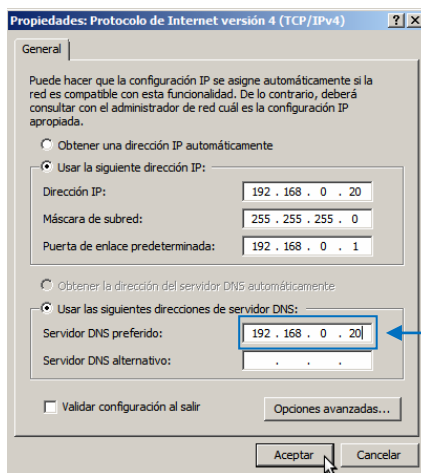 Propiedades: Protocolo de Internet versión 4 (TCP/IPv4)
General
Puede hacer que la configuración IP se asigne automáticamente si la
red es compatible con esta funcionalidad. De lo contrario, deberá
consultar con el administrador de red cuál es la configuración IP
apropiada.
Obtener una dirección IP automáticamente
Usar la siguiente dirección IP:
Dirección IP: 192 . 168 . 0 . 20
Máscara de subred: 255 . 255 . 255 . 0
Puerta de enlace predeterminada: 192 . 168 . 0 . 1
Obtener la dirección del servidor DNS automáticamente
Usar las siguientes direcciones de servidor DNS:
Servidor DNS preferido: 192 . 168 . 0 . 20
Servidor DNS alternativo: . . .
Validar configuración al salir
Opciones avanzadas...
Aceptar Cancelar